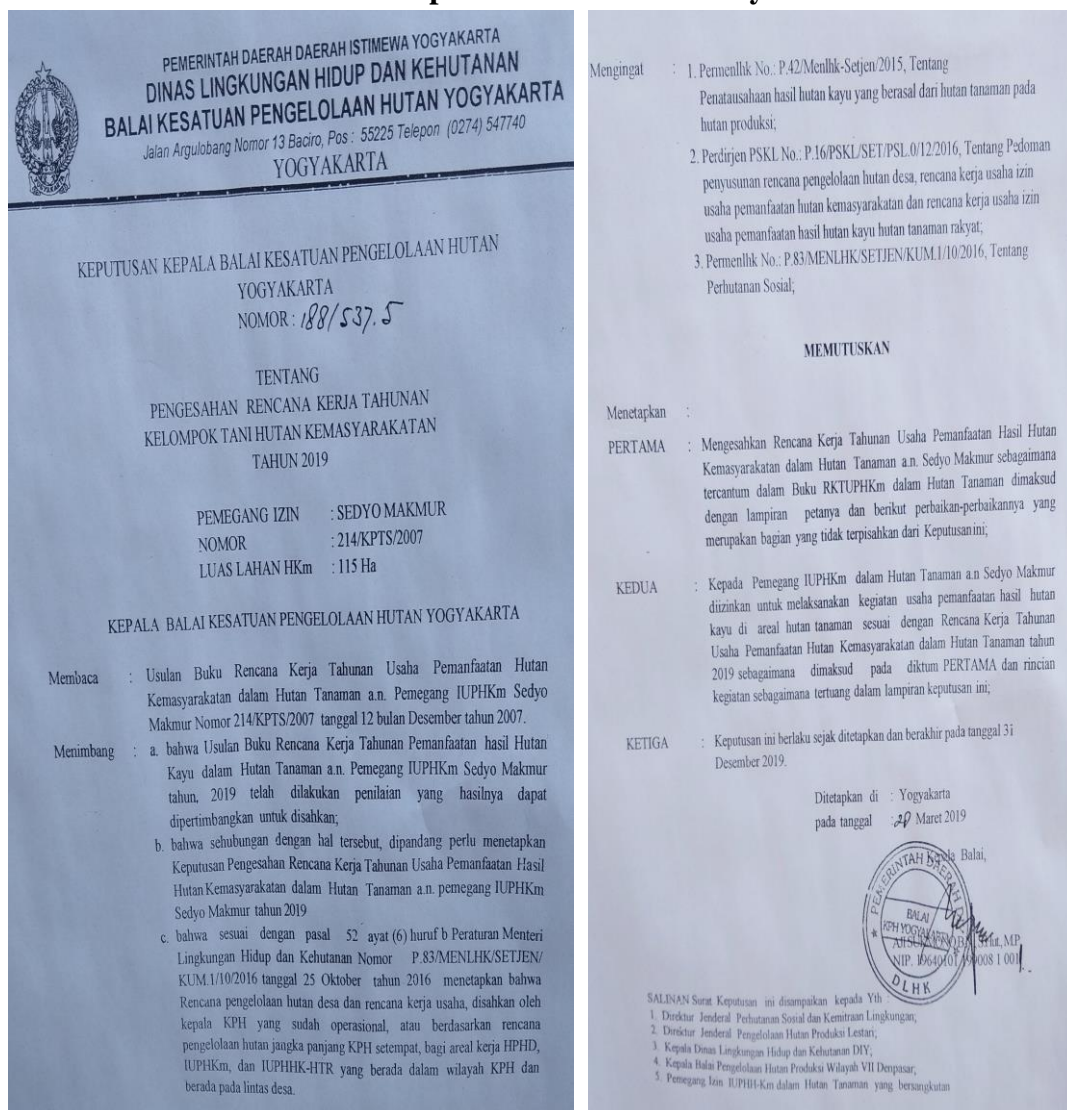 PEMERINTAH DAERAH DAERAH ISTIMEWA YOGYAKARTA
DINAS LINGKUNGAN HIDUP DAN KEHUTANAN
BALAI KESATUAN PENGELOLAAN HUTAN YOGYAKARTA
Jalan Argulobang Nomor 13 Baciro, Pos : 55225 Telepon (0274) 547740
YOGYAKARTA
KEPUTUSAN KEPALA BALAI KESATUAN PENGELOLAAN HUTAN
YOGYAKARTA
NOMOR : 188/537.5
TENTANG
PENGESAHAN RENCANA KERJA TAHUNAN
KELOMPOK TANI HUTAN KEMASYARAKATAN
TAHUN 2019
PEMEGANG IZIN : SEDYO MAKMUR
NOMOR : 214/KPTS/2007
LUAS LAHAN HKm : 115 Ha
KEPALA BALAI KESATUAN PENGELOLAAN HUTAN YOGYAKARTA
Membaca : Usulan Buku Rencana Kerja Tahunan Usaha Pemanfaatan Hutan
Kemasyarakatan dalam Hutan Tanaman a.n. Pemegang IUPHKm Sedyo
Makmur Nomor 214/KPTS/2007 tanggal 12 bulan Desember tahun 2007.
Menimbang : a. bahwa Usulan Buku Rencana Kerja Tahunan Pemanfaatan hasil Hutan
Kayu dalam Hutan Tanaman a.n. Pemegang IUPHKm Sedyo Makmur
tahun, 2019 telah dilakukan penilaian yang hasilnya dapat
dipertimbangkan untuk disahkan;
b. bahwa sehubungan dengan hal tersebut, dipandang perlu menetapkan
Keputusan Pengesahan Rencana Kerja Tahunan Usaha Pemanfaatan Hasil
Hutan Kemasyarakatan dalam Hutan Tanaman a.n. pemegang IUPHKm
Sedyo Makmur tahun 2019
c. bahwa sesuai dengan pasal 52 ayat (6) huruf b Peraturan Menteri
Lingkungan Hidup dan Kehutanan Nomor P.83/MENLHK/SETJEN/
KUM.1/10/2016 tanggal 25 Oktober tahun 2016 menetapkan bahwa
Rencana pengelolaan hutan desa dan rencana kerja usaha, disahkan oleh
kepala KPH yang sudah operasional, atau berdasarkan rencana
pengelolaan hutan jangka panjang KPH setempat, bagi areal kerja HPHD,
IUPHKm, dan IUPHHK-HTR yang berada dalam wilayah KPH dan
berada pada lintas desa.
Mengingat : 1. Permenlhk No.: P.42/Menlhk-Setjen/2015, Tentang
Penatausahaan hasil hutan kayu yang berasal dari hutan tanaman pada
hutan produksi;
2. Perdirjen PSKL No.: P.16/PSKL/SET/PSL.0/12/2016, Tentang Pedoman
penyusunan rencana pengelolaan hutan desa, rencana kerja usaha izin
usaha pemanfaatan hutan kemasyarakatan dan rencana kerja usaha izin
usaha pemanfaatan hasil hutan kayu hutan tanaman rakyat;
3. Permenlhk No.: P.83/MENLHK/SETJEN/KUM.1/10/2016, Tentang
Perhutanan Sosial;
MEMUTUSKAN
Menetapkan :
PERTAMA : Mengesahkan Rencana Kerja Tahunan Usaha Pemanfaatan Hasil Hutan
Kemasyarakatan dalam Hutan Tanaman a.n. Sedyo Makmur sebagaimana
tercantum dalam Buku RKTUPHKm dalam Hutan Tanaman dimaksud
dengan lampiran petanya dan berikut perbaikan-perbaikannya yang
merupakan bagian yang tidak terpisahkan dari Keputusan ini;
KEDUA : Kepada Pemegang IUPHKm dalam Hutan Tanaman a.n Sedyo Makmur
diizinkan untuk melaksanakan kegiatan usaha pemanfaatan hasil hutan
kayu di areal hutan tanaman sesuai dengan Rencana Kerja Tahunan
Usaha Pemanfaatan Hutan Kemasyarakatan dalam Hutan Tanaman tahun
2019 sebagaimana dimaksud pada diktum PERTAMA dan rincian
kegiatan sebagaimana tertuang dalam lampiran keputusan ini;
KETIGA : Keputusan ini berlaku sejak ditetapkan dan berakhir pada tanggal 31
Desember 2019.
Ditetapkan di : Yogyakarta
pada tanggal : Maret 2019
Kepala Balai,
PEMERINTAH DAERAH
BALAI
KPH YOGYAKARTA
DLHK
MP
NIP. 19640101 199008 1 001
SALINAN Surat Keputusan ini disampaikan kepada Yth :
1. Direktur Jenderal Perhutanan Sosial dan Kemitraan Lingkungan;
2. Direktur Jenderal Pengelolaan Hutan Produksi Lestari;
3. Kepala Dinas Lingkungan Hidup dan Kehutanan DIY;
4. Kepala Balai Pengelolaan Hutan Produksi Wilayah VII Denpasar;
5. Pemegang Izin IUPHH-Km dalam Hutan Tanaman yang bersangkutan